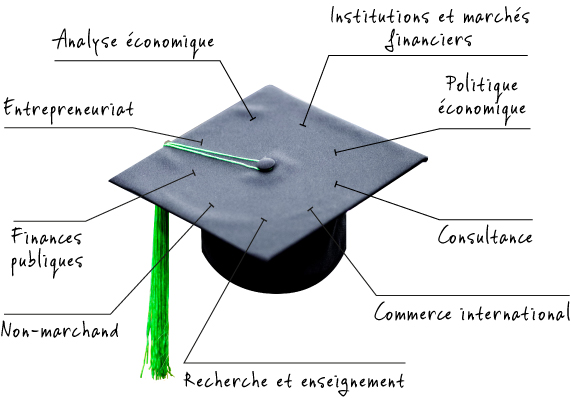 Institutions et marchés
financiers
Analyse économique
Politique
économique
Entrepreneuriat
Finances
publiques
Consultance
Commerce international
Non-marchand
Recherche et enseignement